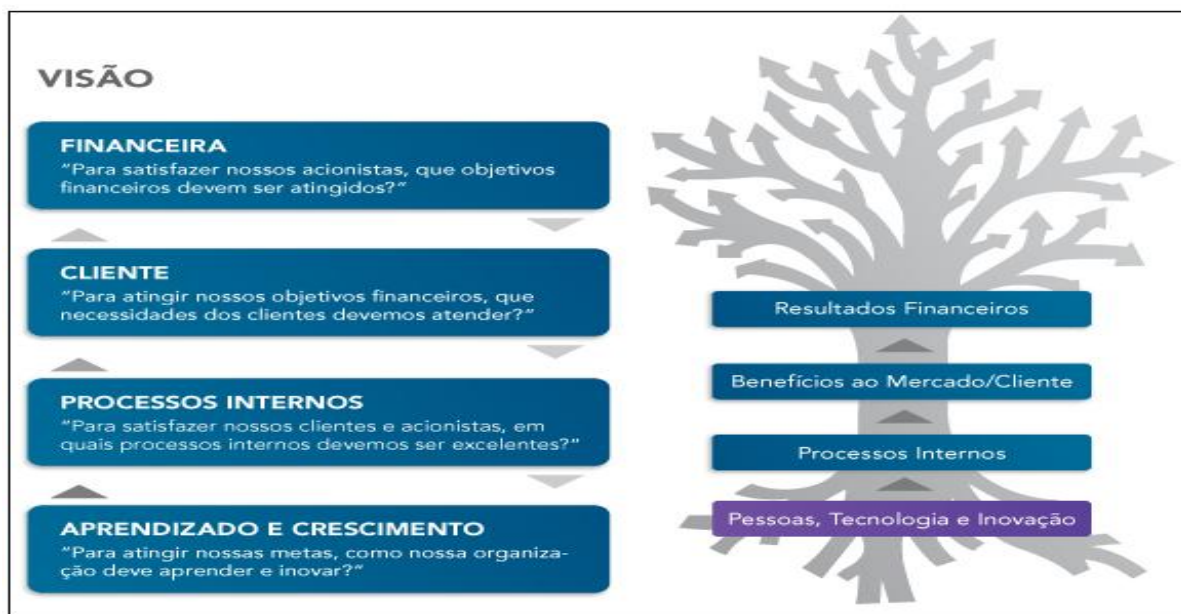 VISÃO
FINANCEIRA
“Para satisfazer nossos acionistas, que objetivos
financeiros devem ser atingidos?”
CLIENTE
“Para atingir nossos objetivos financeiros, que
necessidades dos clientes devemos atender?”
PROCESSOS INTERNOS
“Para satisfazer nossos clientes e acionistas, em
quais processos internos devemos ser excelentes?”
APRENDIZADO E CRESCIMENTO
“Para atingir nossas metas, como nossa organiza-
ção deve aprender e inovar?”
Resultados Financeiros
Benefícios ao Mercado/Cliente
Processos Internos
Pessoas, Tecnologia e Inovação